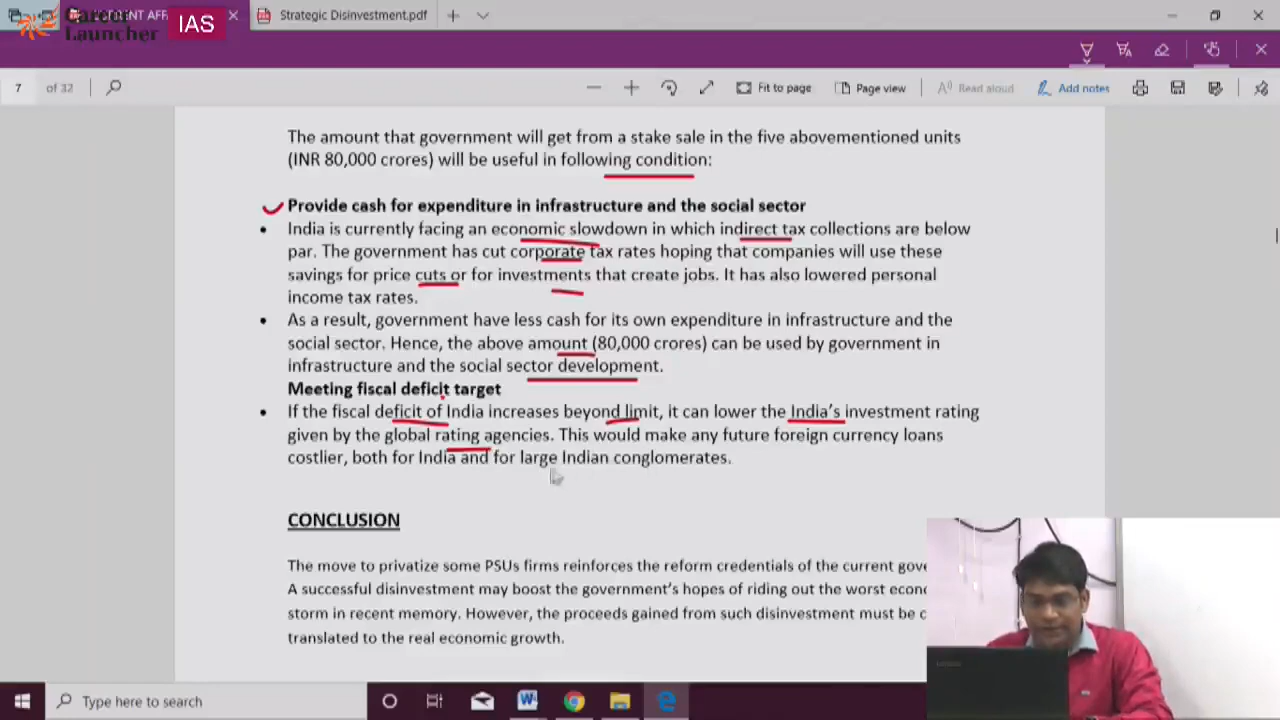 Career
Launcher
IAS
RENT AFF
Strategic Disinvestment.pdf
7 of 32
Fit to page
Page view
Read aloud
Add notes
The amount that government will get from a stake sale in the five abovementioned units
(INR 80,000 crores) will be useful in following condition:
Provide cash for expenditure in infrastructure and the social sector
• India is currently facing an economic slowdown in which indirect tax collections are below
par. The government has cut corporate tax rates hoping that companies will use these
savings for price cuts or for investments that create jobs. It has also lowered personal
income tax rates.
• As a result, government have less cash for its own expenditure in infrastructure and the
social sector. Hence, the above amount (80,000 crores) can be used by government in
infrastructure and the social sector development.
Meeting fiscal deficit target
• If the fiscal deficit of India increases beyond limit, it can lower the India's investment rating
given by the global rating agencies. This would make any future foreign currency loans
costlier, both for India and for large Indian conglomerates.
CONCLUSION
The move to privatize some PSUs firms reinforces the reform credentials of the current gove
A successful disinvestment may boost the government's hopes of riding out the worst econ
storm in recent memory. However, the proceeds gained from such disinvestment must be c
translated to the real economic growth.
Type here to search